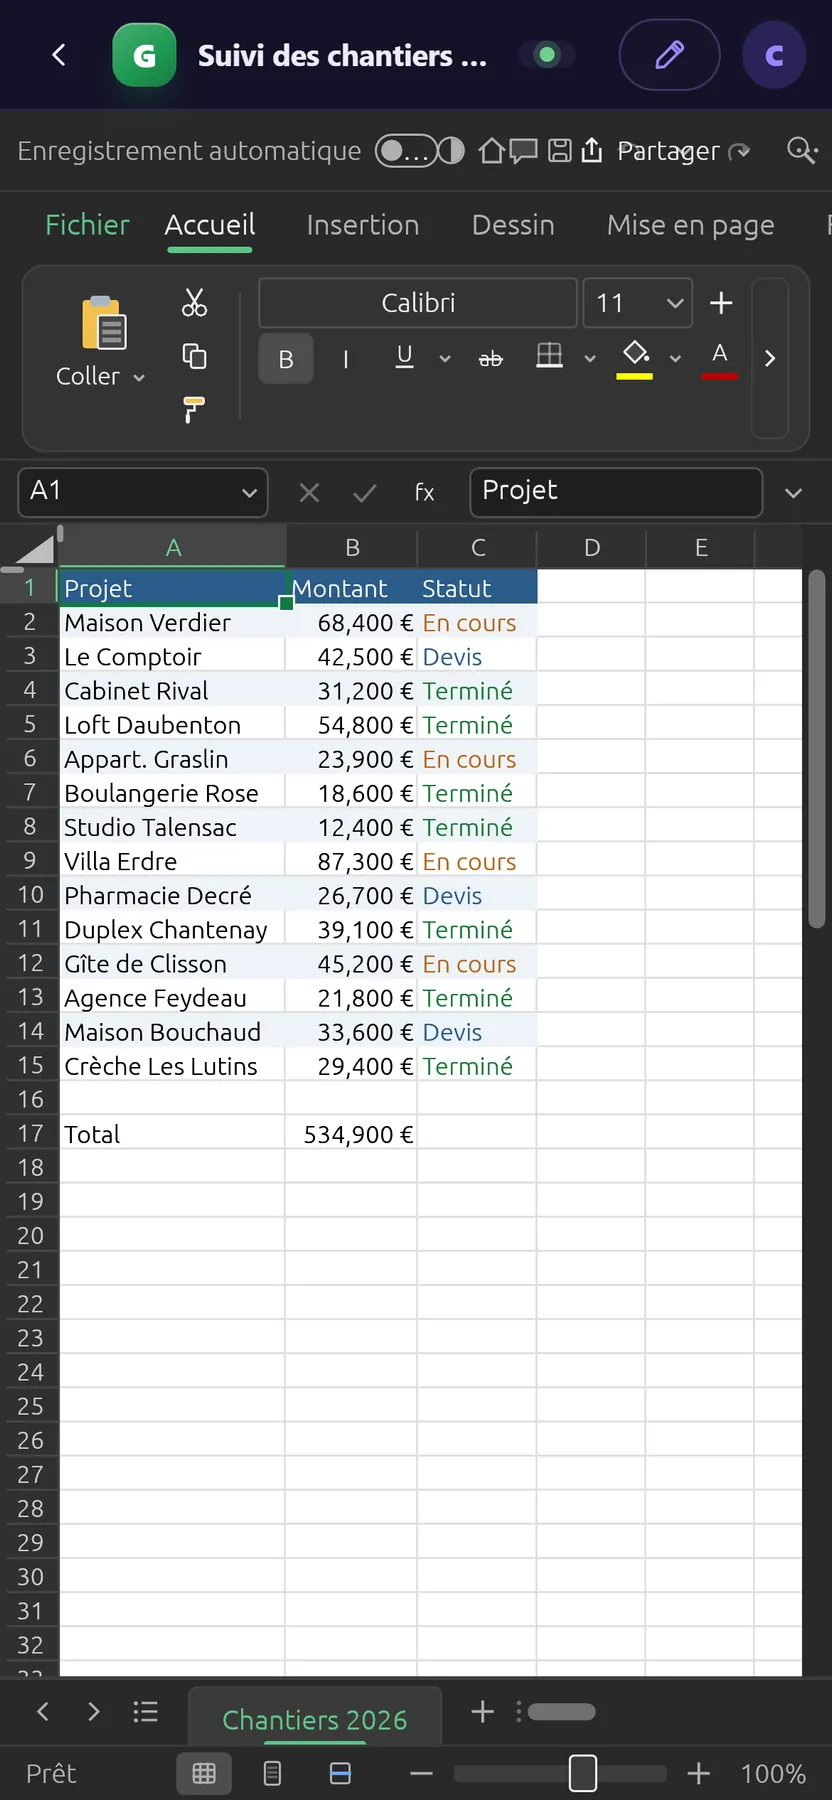 G Suivi des chantiers ... C
Enregistrement automatique Partager
Fichier Accueil Insertion Dessin Mise en page
Calibri 11
Coller B I U ab A
A1 fx Projet
A B C D E
1 Projet Montant Statut
2 Maison Verdier 68,400 € En cours
3 Le Comptoir 42,500 € Devis
4 Cabinet Rival 31,200 € Terminé
5 Loft Daubenton 54,800 € Terminé
6 Appart. Graslin 23,900 € En cours
7 Boulangerie Rose 18,600 € Terminé
8 Studio Talensac 12,400 € Terminé
9 Villa Erdre 87,300 € En cours
10 Pharmacie Decré 26,700 € Devis
11 Duplex Chantenay 39,100 € Terminé
12 Gîte de Clisson 45,200 € En cours
13 Agence Feydeau 21,800 € Terminé
14 Maison Bouchaud 33,600 € Devis
15 Crèche Les Lutins 29,400 € Terminé
16
17 Total 534,900 €
18
19
20
21
22
23
24
25
26
27
28
29
30
31
32
Chantiers 2026
Prêt 100%